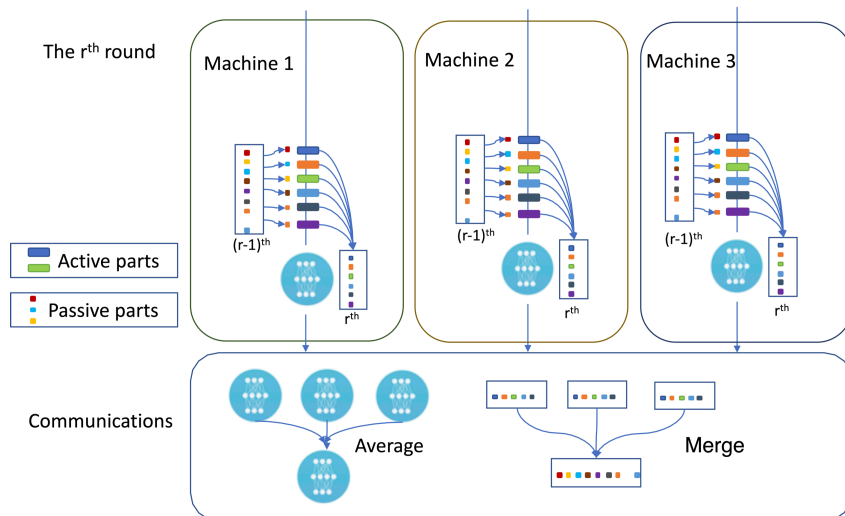 The rᵗʰ round
Machine 1
Machine 2
Machine 3
(r-1)ᵗʰ
(r-1)ᵗʰ
(r-1)ᵗʰ
Active parts
Passive parts
rᵗʰ
rᵗʰ
rᵗʰ
Communications
Average
Merge